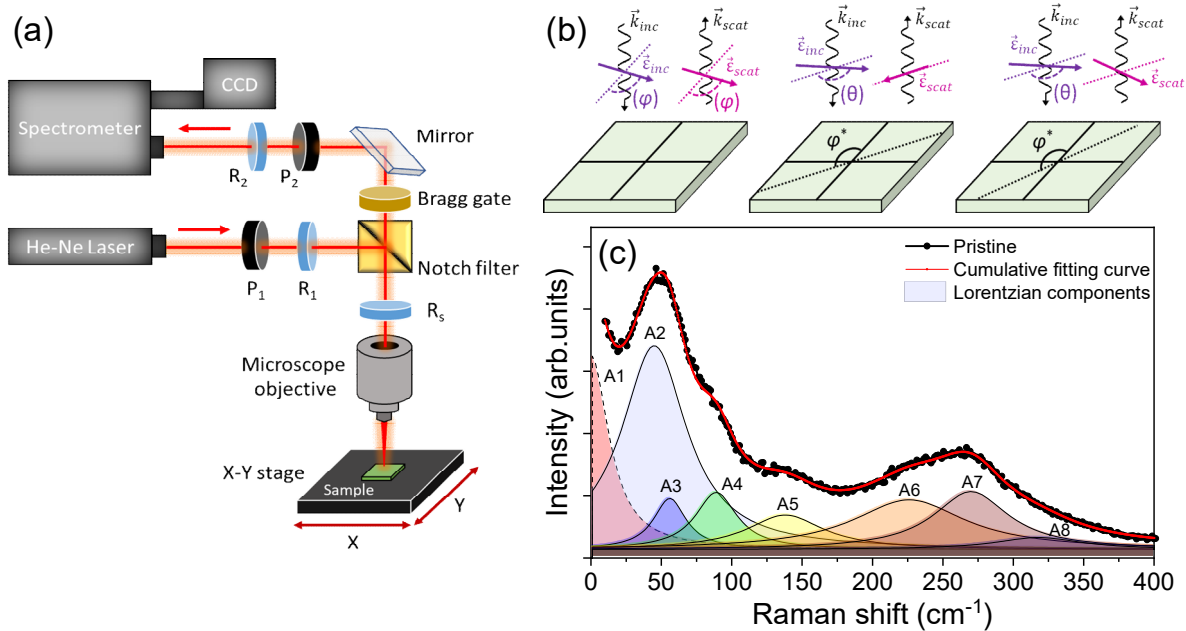 (a)
CCD
Spectrometer
Mirror
R₂
P₂
Bragg gate
He-Ne Laser
Notch filter
P₁
R₁
Rₛ
Microscope
objective
X-Y stage
Sample
X
Y
(b)
k⃗inc k⃗scat k⃗inc k⃗scat k⃗inc k⃗scat
ε⃗inc ε⃗scat ε⃗inc ε⃗scat ε⃗inc ε⃗scat
(φ) (φ) (θ) (θ)
φ* φ*
(c)
Pristine
Cumulative fitting curve
Lorentzian components
A1
A2
A3
A4
A5
A6
A7
A8
Intensity (arb.units)
0 50 100 150 200 250 300 350 400
Raman shift (cm⁻¹)